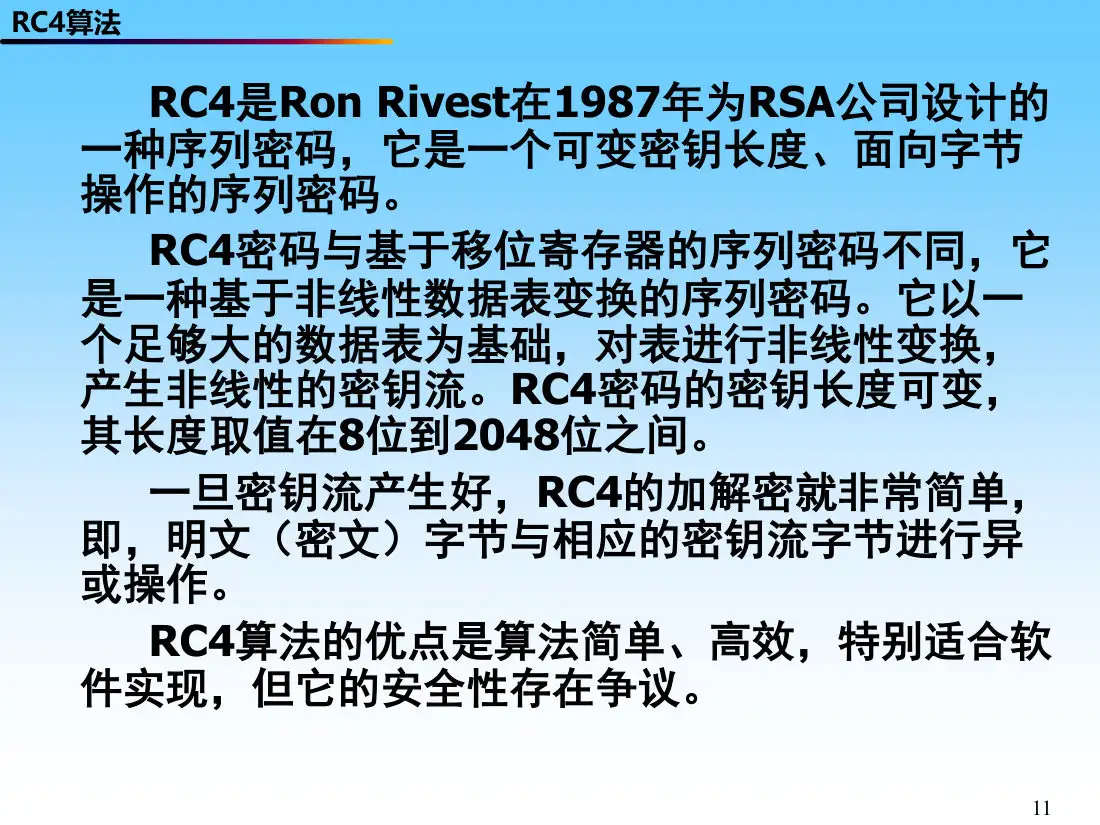 RC4算法
RC4是Ron Rivest在1987年为RSA公司设计的
一种序列密码，它是一个可变密钥长度、面向字节
操作的序列密码。
RC4密码与基于移位寄存器的序列密码不同，它
是一种基于非线性数据表变换的序列密码。它以一
个足够大的数据表为基础，对表进行非线性变换，
产生非线性的密钥流。RC4密码的密钥长度可变，
其长度取值在8位到2048位之间。
一旦密钥流产生好，RC4的加解密就非常简单，
即，明文（密文）字节与相应的密钥流字节进行异
或操作。
RC4算法的优点是算法简单、高效，特别适合软
件实现，但它的安全性存在争议。
11